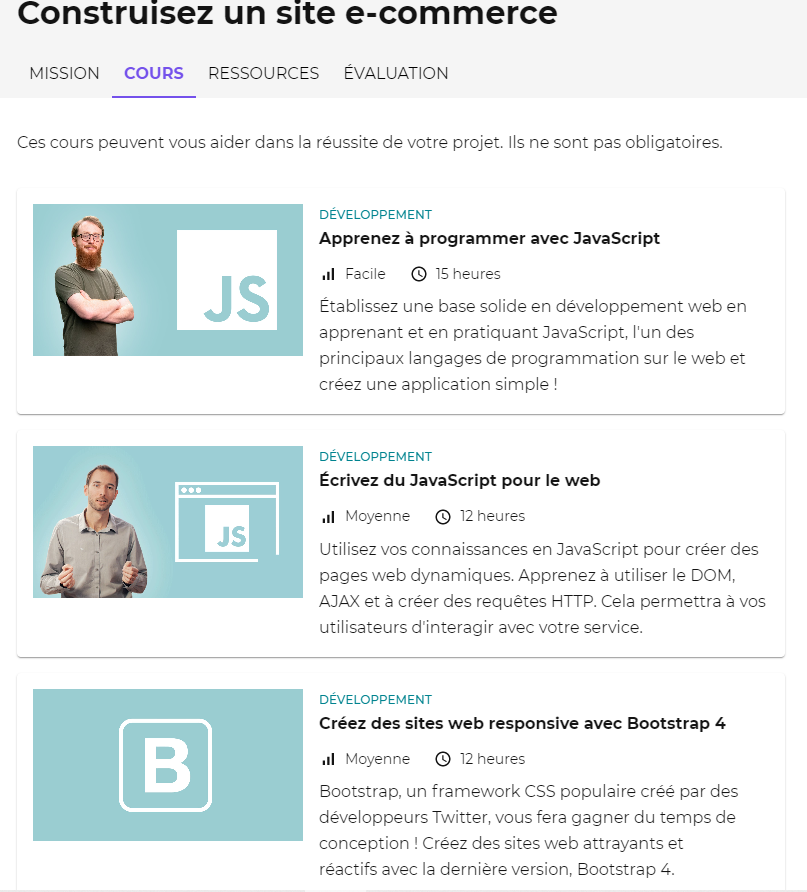 Construisez un site e-commerce
MISSION COURS RESSOURCES ÉVALUATION
Ces cours peuvent vous aider dans la réussite de votre projet. Ils ne sont pas obligatoires.
JS
DÉVELOPPEMENT
Apprenez à programmer avec JavaScript
Facile 15 heures
Établissez une base solide en développement web en
apprenant et en pratiquant JavaScript, l'un des
principaux langages de programmation sur le web et
créez une application simple !
JS
DÉVELOPPEMENT
Écrivez du JavaScript pour le web
Moyenne 12 heures
Utilisez vos connaissances en JavaScript pour créer des
pages web dynamiques. Apprenez à utiliser le DOM,
AJAX et à créer des requêtes HTTP. Cela permettra à vos
utilisateurs d'interagir avec votre service.
B
DÉVELOPPEMENT
Créez des sites web responsive avec Bootstrap 4
Moyenne 12 heures
Bootstrap, un framework CSS populaire créé par des
développeurs Twitter, vous fera gagner du temps de
conception ! Créez des sites web attrayants et
réactifs avec la dernière version, Bootstrap 4.